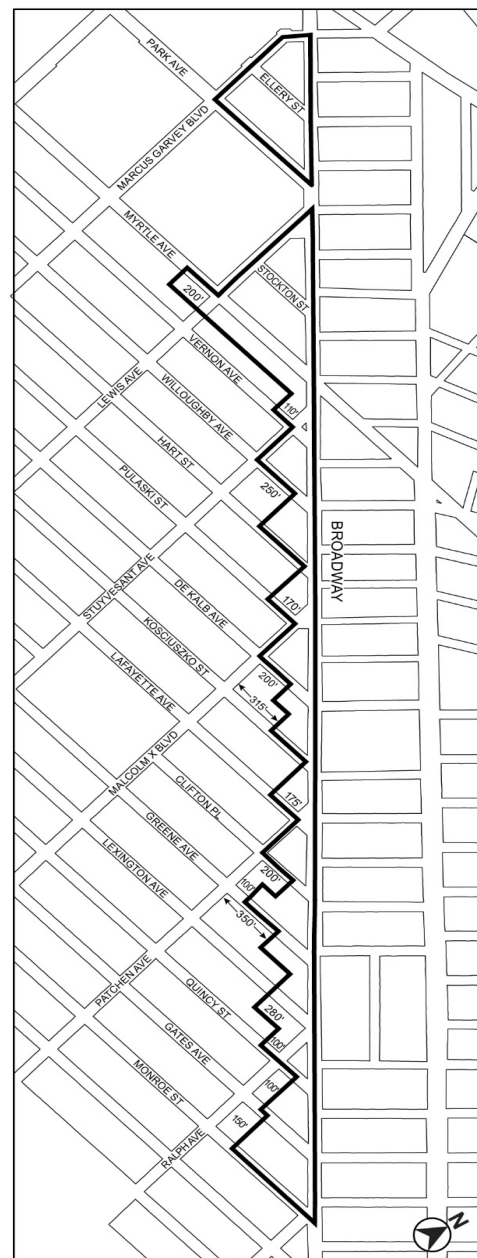 PARK AVE
ELLERY ST
MARCUS GARVEY BLVD
MYRTLE AVE
STOCKTON ST
200'
VERNON AVE
110'
LEWIS AVE
WILLOUGHBY AVE
HART ST
250'
PULASKI ST
BROADWAY
STUYVESANT AVE
DE KALB AVE
170'
KOSCIUSZKO ST
200'
315'
LAFAYETTE AVE
MALCOLM X BLVD
175'
CLIFTON PL
GREENE AVE
200'
100'
LEXINGTON AVE
350'
PATCHEN AVE
QUINCY ST
280'
GATES AVE
100'
MONROE ST
100'
150'
RALPH AVE
N